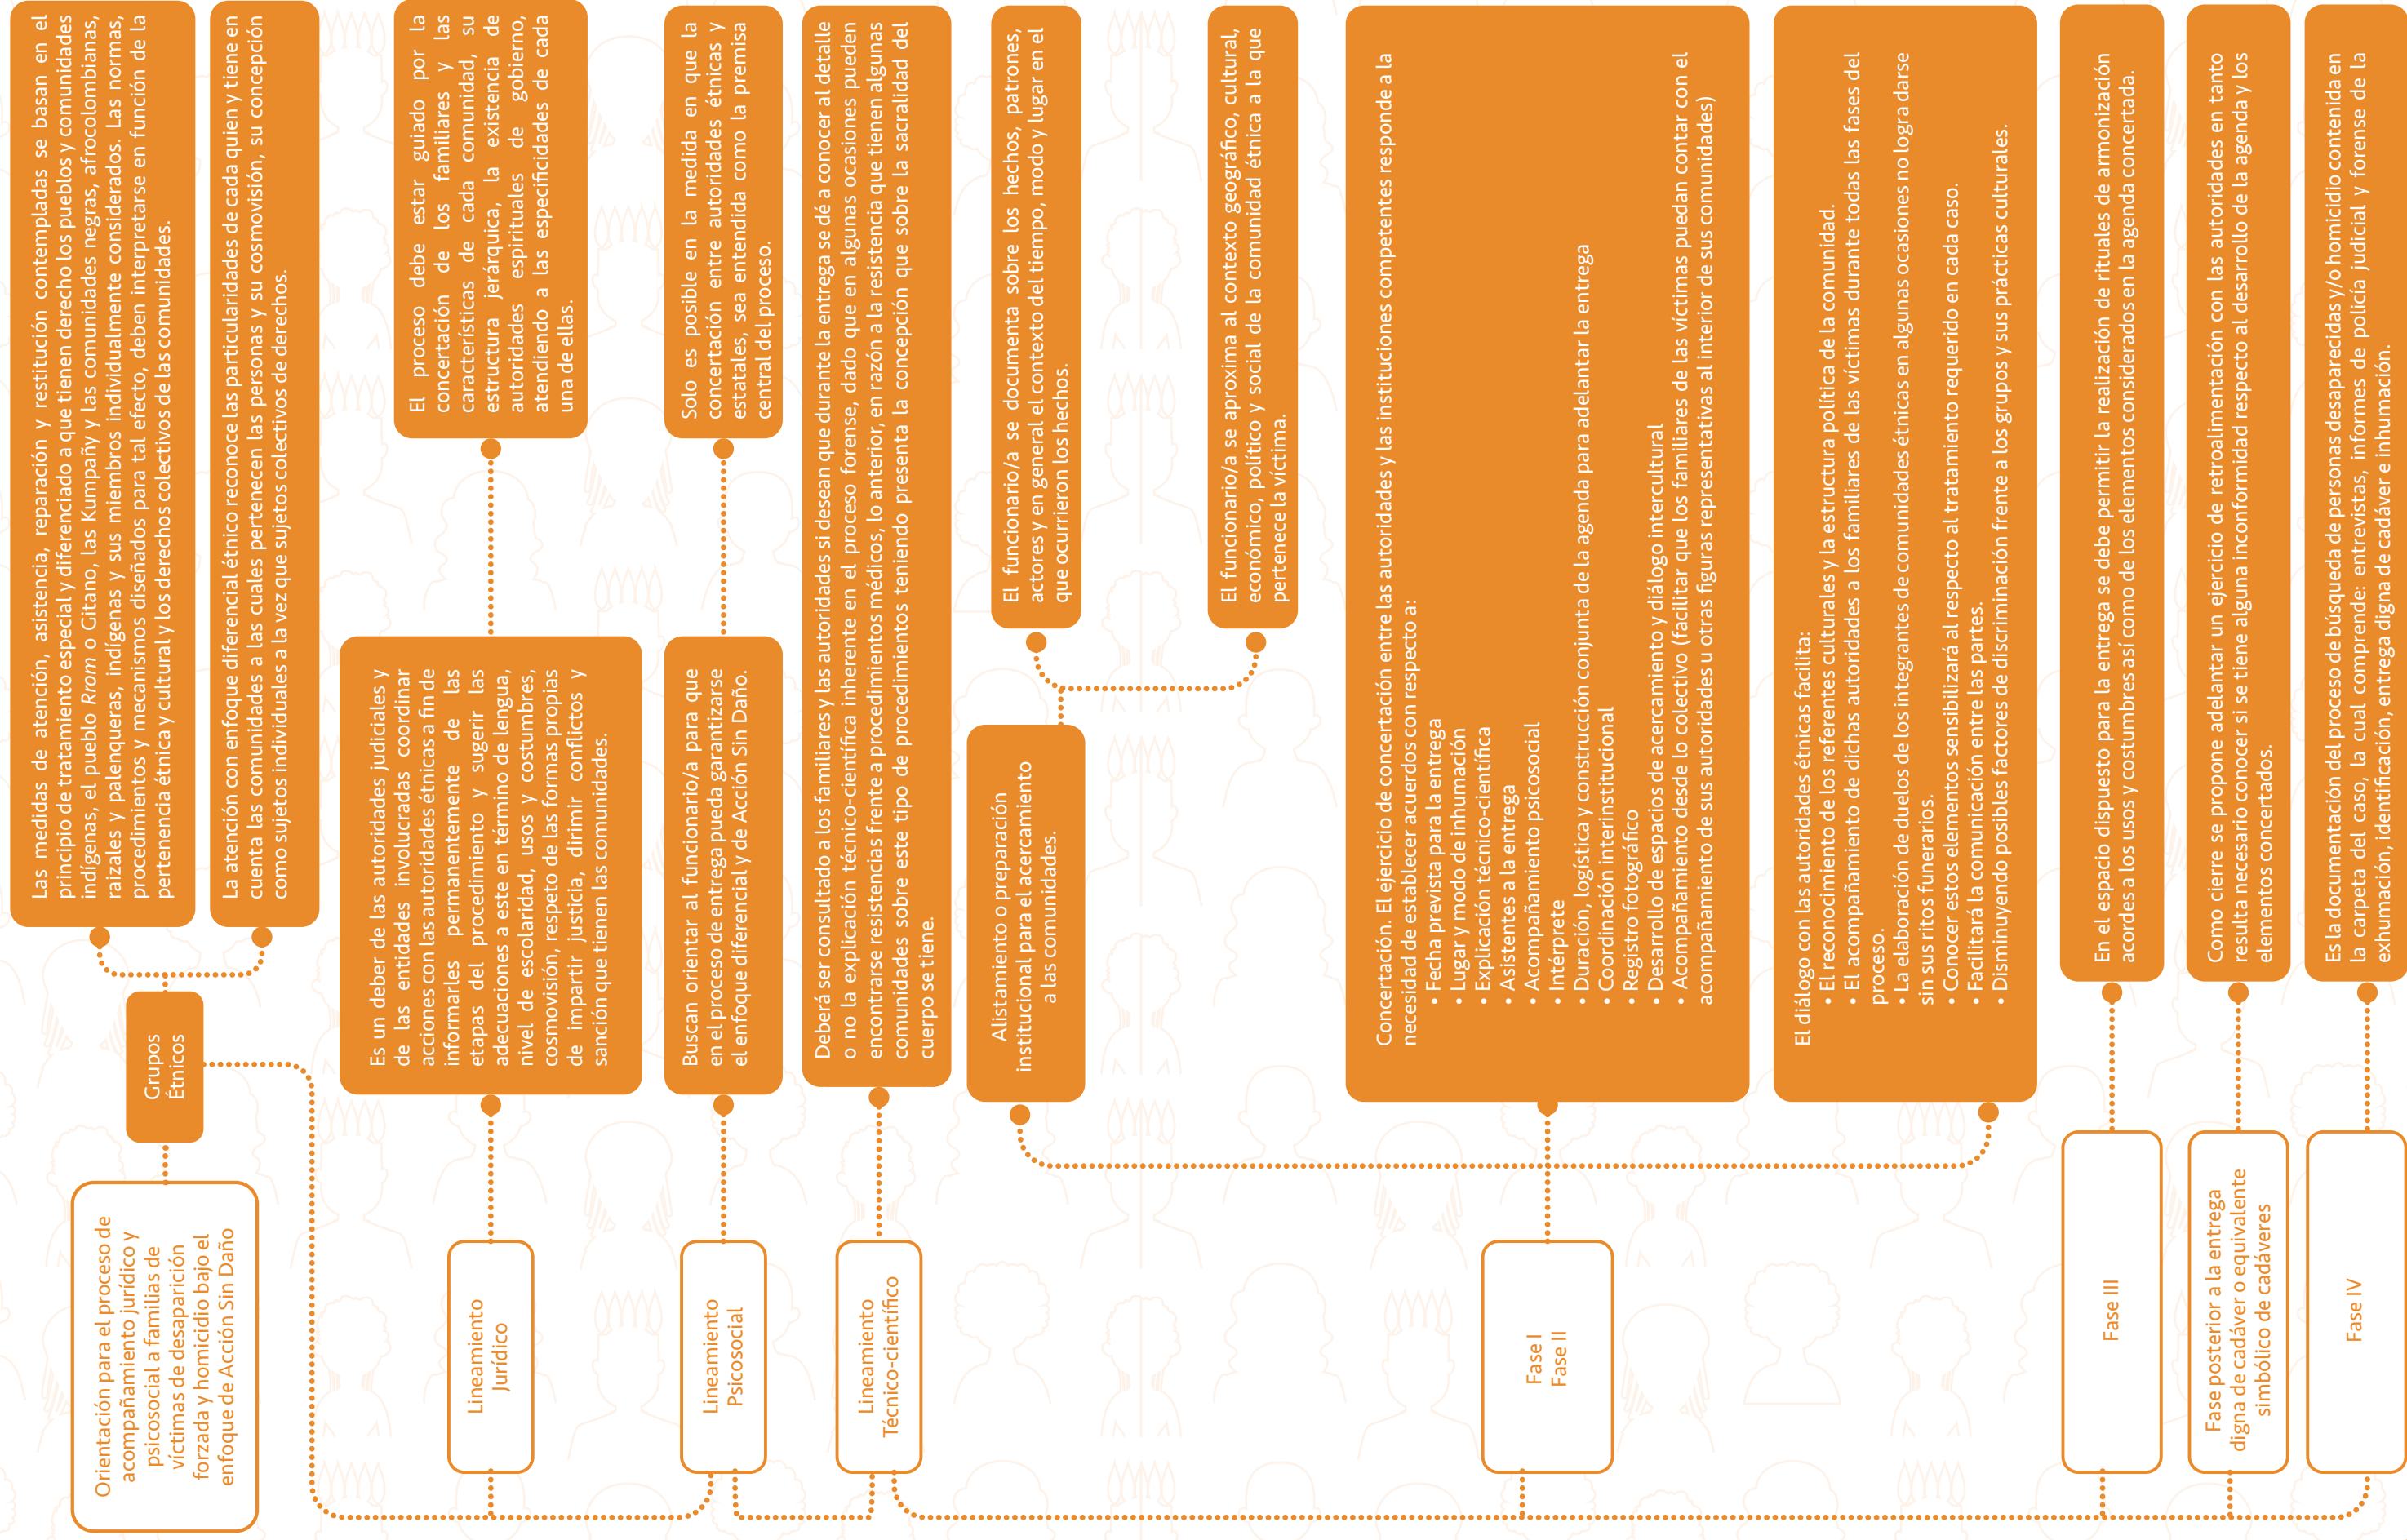 Orientación para el proceso de
acompañamiento jurídico y
psicosocial a familias de
víctimas de desaparición
forzada y homicidio bajo el
enfoque de Acción Sin Daño
Grupos
Étnicos
Las medidas de atención, asistencia, reparación y restitución contempladas se basan en el
principio de tratamiento especial y diferenciado a que tienen derecho los pueblos y comunidades
indígenas, el pueblo Rrom o Gitano, las Kumpañy y las comunidades negras, afrocolombianas,
raizales y palenqueras, indígenas y sus miembros individualmente considerados. Las normas,
procedimientos y mecanismos diseñados para tal efecto, deben interpretarse en función de la
pertenencia étnica y cultural y los derechos colectivos de las comunidades.
La atención con enfoque diferencial étnico reconoce las particularidades de cada quien y tiene en
cuenta las comunidades a las cuales pertenecen las personas y su cosmovisión, su concepción
como sujetos individuales a la vez que sujetos colectivos de derechos.
Lineamiento
Jurídico
Es un deber de las autoridades judiciales y
de las entidades involucradas coordinar
acciones con las autoridades étnicas a fin de
informarles permanentemente de las
etapas del procedimiento y sugerir las
adecuaciones a este en término de lengua,
nivel de escolaridad, usos y costumbres,
cosmovisión, respeto de las formas propias
de impartir justicia, dirimir conflictos y
sanción que tienen las comunidades.
El proceso debe estar guiado por la
concertación de los familiares y las
características de cada comunidad, su
estructura jerárquica, la existencia de
autoridades espirituales de gobierno,
atendiendo a las especificidades de cada
una de ellas.
Lineamiento
Psicosocial
Buscan orientar al funcionario/a para que
en el proceso de entrega pueda garantizarse
el enfoque diferencial y de Acción Sin Daño.
Solo es posible en la medida en que la
concertación entre autoridades étnicas y
estatales, sea entendida como la premisa
central del proceso.
Lineamiento
Técnico-científico
Deberá ser consultado a los familiares y las autoridades si desean que durante la entrega se dé a conocer al detalle
o no la explicación técnico-científica inherente en el proceso forense, dado que en algunas ocasiones pueden
encontrarse resistencias frente a procedimientos médicos, lo anterior, en razón a la resistencia que tienen algunas
comunidades sobre este tipo de procedimientos teniendo presenta la concepción que sobre la sacralidad del
cuerpo se tiene.
Fase I
Fase II
Alistamiento o preparación
institucional para el acercamiento
a las comunidades.
El funcionario/a se documenta sobre los hechos, patrones,
actores y en general el contexto del tiempo, modo y lugar en el
que ocurrieron los hechos.
El funcionario/a se aproxima al contexto geográfico, cultural,
económico, político y social de la comunidad étnica a la que
pertenece la víctima.
Concertación. El ejercicio de concertación entre las autoridades y las instituciones competentes responde a la
necesidad de establecer acuerdos con respecto a:
• Fecha prevista para la entrega
• Lugar y modo de inhumación
• Explicación técnico-científica
• Asistentes a la entrega
• Acompañamiento psicosocial
• Intérprete
• Duración, logística y construcción conjunta de la agenda para adelantar la entrega
• Coordinación interinstitucional
• Registro fotográfico
• Desarrollo de espacios de acercamiento y diálogo intercultural
• Acompañamiento desde lo colectivo (facilitar que los familiares de las víctimas puedan contar con el
acompañamiento de sus autoridades u otras figuras representativas al interior de sus comunidades)
El diálogo con las autoridades étnicas facilita:
• El reconocimiento de los referentes culturales y la estructura política de la comunidad.
• El acompañamiento de dichas autoridades a los familiares de las víctimas durante todas las fases del
proceso.
• La elaboración de duelos de los integrantes de comunidades étnicas en algunas ocasiones no logra darse
sin sus ritos funerarios.
• Conocer estos elementos sensibilizará al respecto al tratamiento requerido en cada caso.
• Facilitará la comunicación entre las partes.
• Disminuyendo posibles factores de discriminación frente a los grupos y sus prácticas culturales.
Fase III
En el espacio dispuesto para la entrega se debe permitir la realización de rituales de armonización
acordes a los usos y costumbres así como de los elementos considerados en la agenda concertada.
Fase posterior a la entrega
digna de cadáver o equivalente
simbólico de cadáveres
Como cierre se propone adelantar un ejercicio de retroalimentación con las autoridades en tanto
resulta necesario conocer si se tiene alguna inconformidad respecto al desarrollo de la agenda y los
elementos concertados.
Fase IV
Es la documentación del proceso de búsqueda de personas desaparecidas y/o homicidio contenida en
la carpeta del caso, la cual comprende: entrevistas, informes de policía judicial y forense de la
exhumación, identificación, entrega digna de cadáver e inhumación.